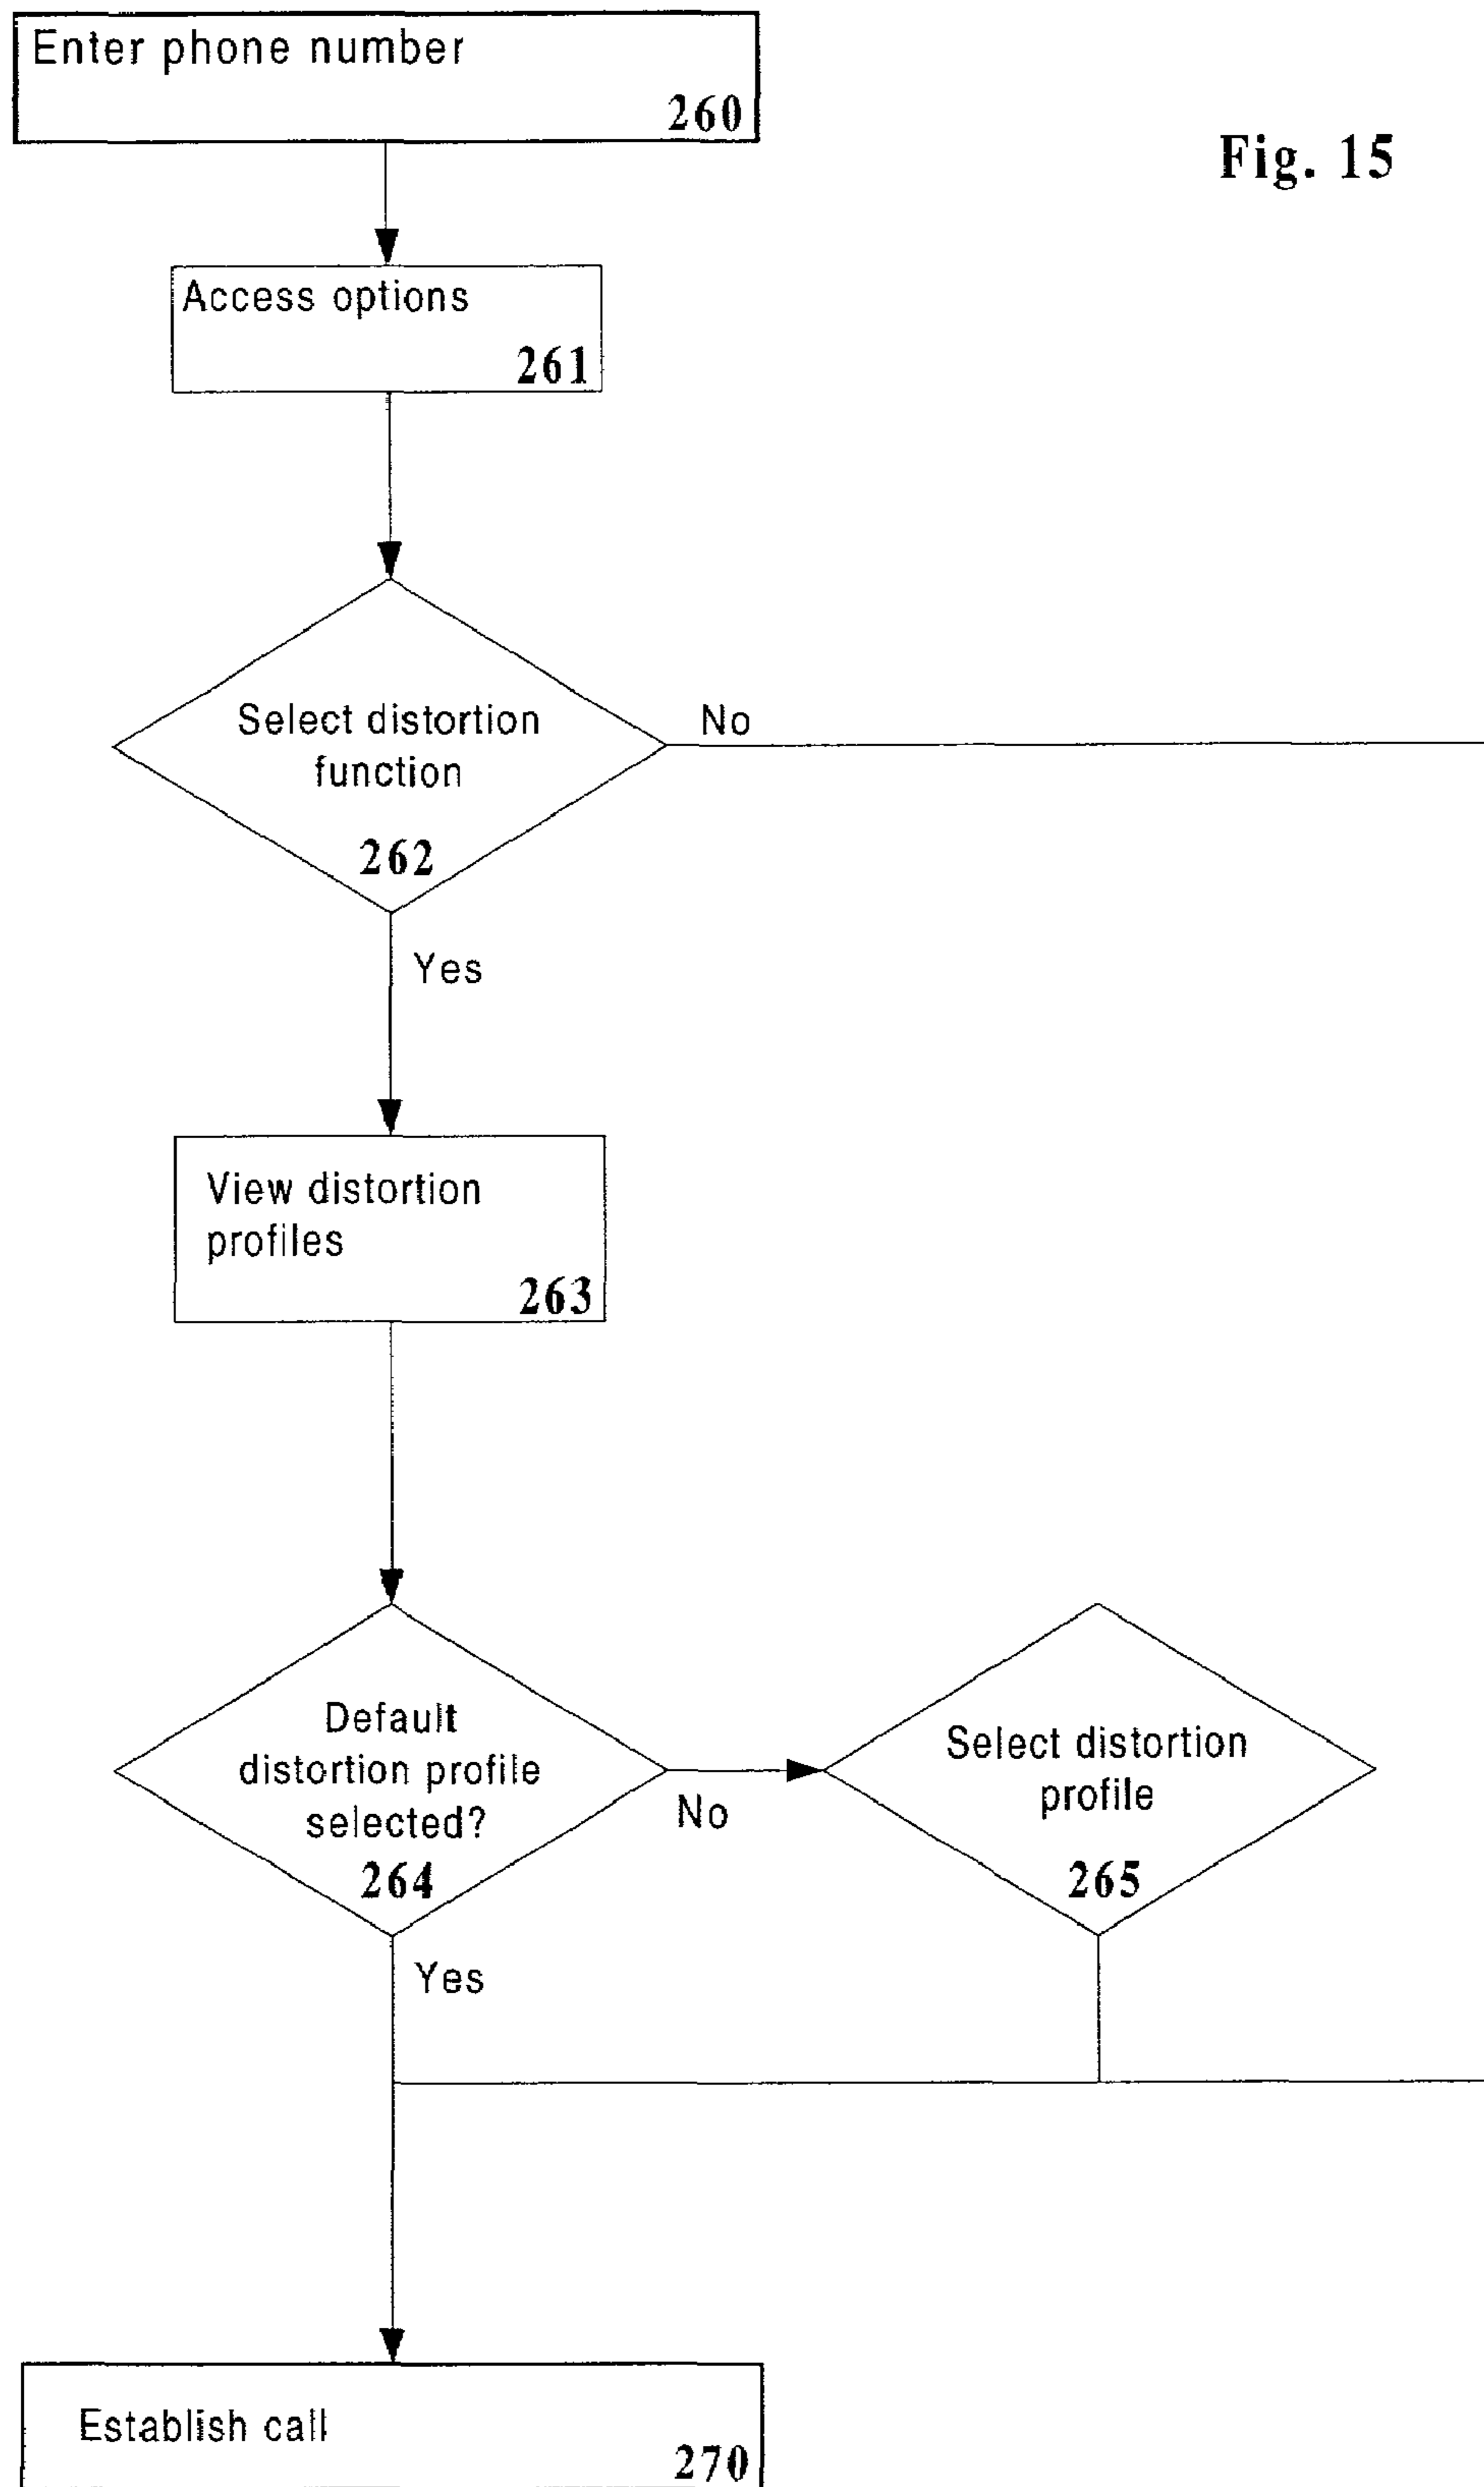 Enter phone number
260
Fig. 15
Access options
261
Select distortion
function
262
No
Yes
View distortion
profiles
263
Default
distortion profile
selected?
264
No
Yes
Select distortion
profile
265
Establish call
270